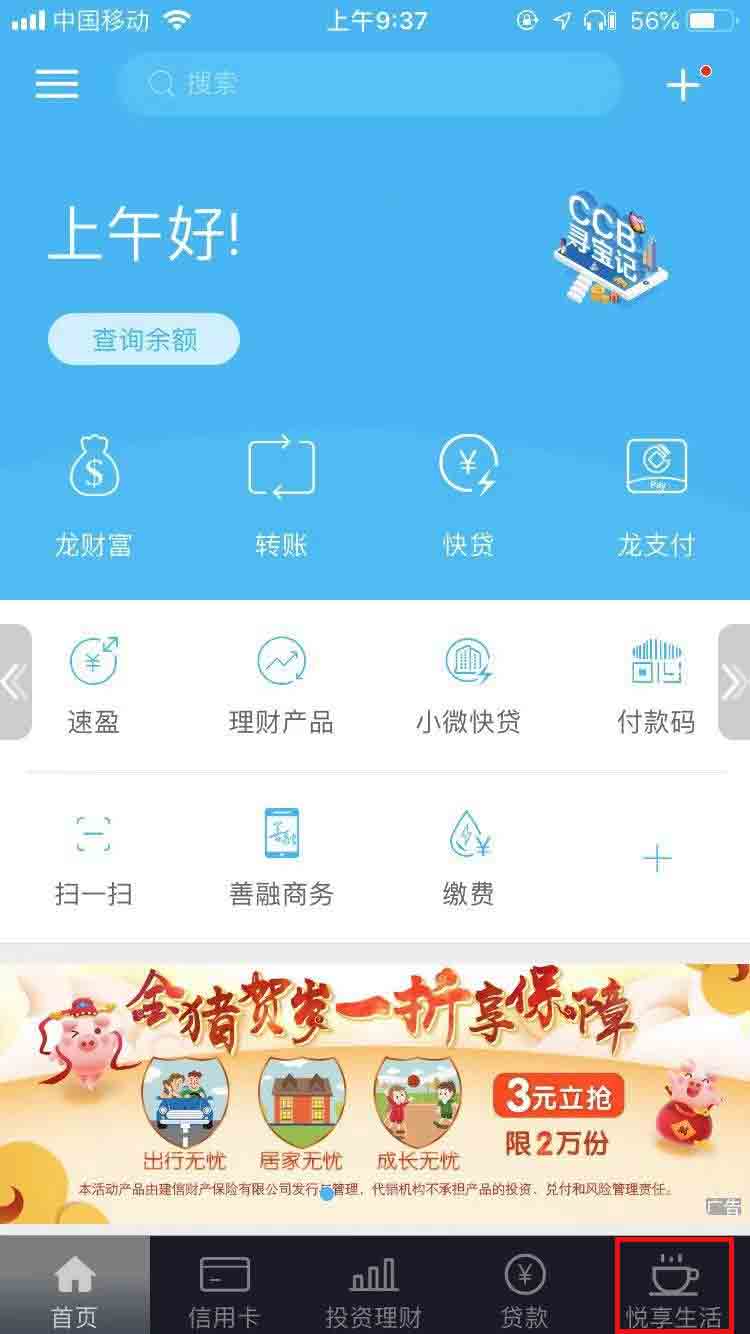 中国移动 上午9:37 56%
搜索
上午好!
CCB
寻宝记
查询余额
$ ¥ Pay
龙财富 转账 快贷 龙支付
¥
速盈 理财产品 小微快贷 付款码
善融 ¥
扫一扫 善融商务 缴费
金猪贺岁一折享保障
3元立抢
限2万份
财
出行无忧 居家无忧 成长无忧
本活动产品由建信财产保险有限公司发行与管理,代销机构不承担产品的投资、兑付和风险管理责任。
广告
¥
首页 信用卡 投资理财 贷款 悦享生活